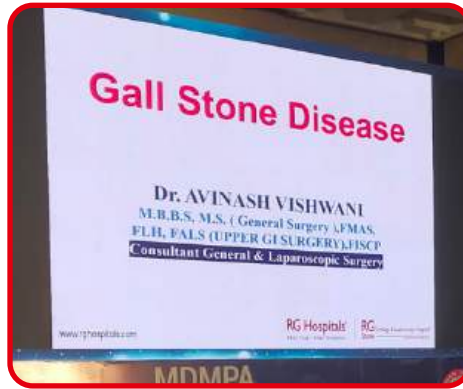 Gall Stone Disease
Dr. AVINASH VISHWANI
M.B.B.S, M.S. ( General Surgery ),FMAS,
FLH, FALS (UPPER GI SURGERY),FISCP
Consultant General & Laparoscopic Surgery
www.rghospitals.com
RG Hospitals
RG
MDMPA